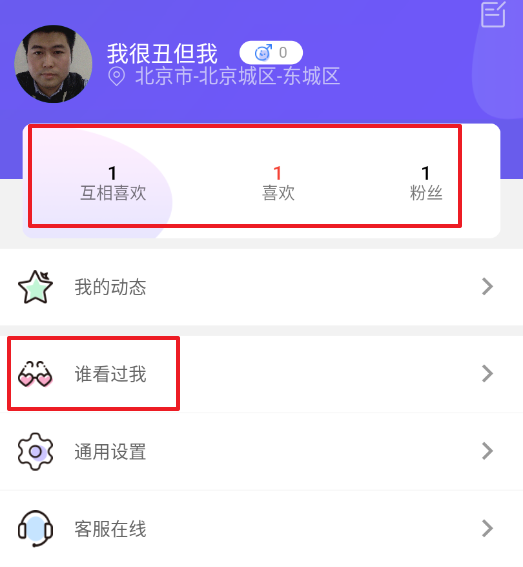 我很丑但我
0
北京市-北京城区-东城区
1 1 1
互相喜欢 喜欢 粉丝
我的动态
谁看过我
通用设置
客服在线